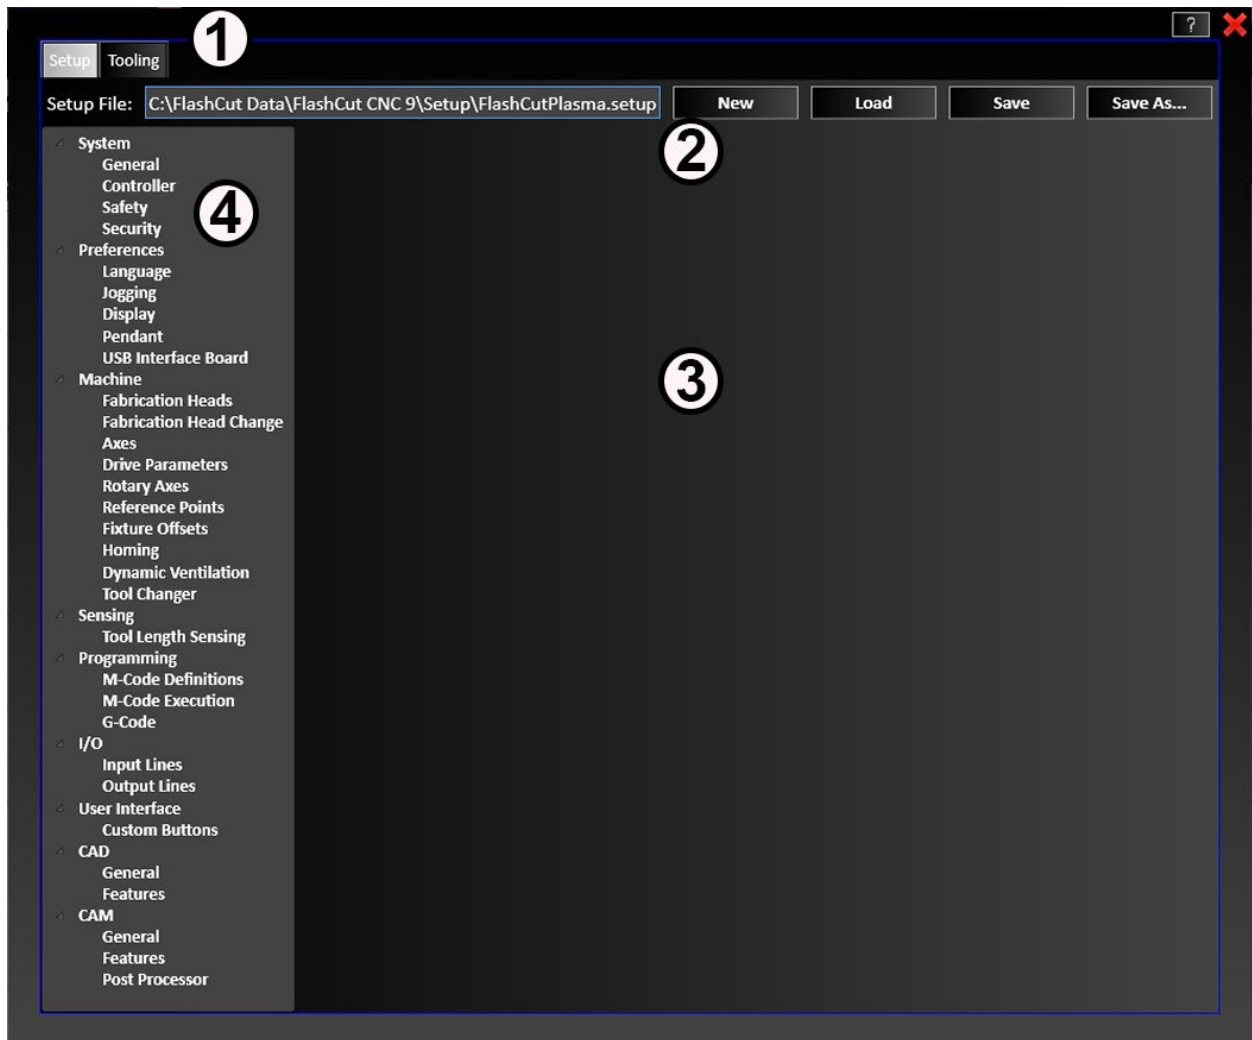 1
?
Setup Tooling
Setup File: C:\FlashCut Data\FlashCut CNC 9\Setup\FlashCutPlasma.setup New Load Save Save As...
2
System
General
Controller
Safety
4
Security
Preferences
Language
Jogging
Display
Pendant
USB Interface Board
Machine
3
Fabrication Heads
Fabrication Head Change
Axes
Drive Parameters
Rotary Axes
Reference Points
Fixture Offsets
Homing
Dynamic Ventilation
Tool Changer
Sensing
Tool Length Sensing
Programming
M-Code Definitions
M-Code Execution
G-Code
I/O
Input Lines
Output Lines
User Interface
Custom Buttons
CAD
General
Features
CAM
General
Features
Post Processor